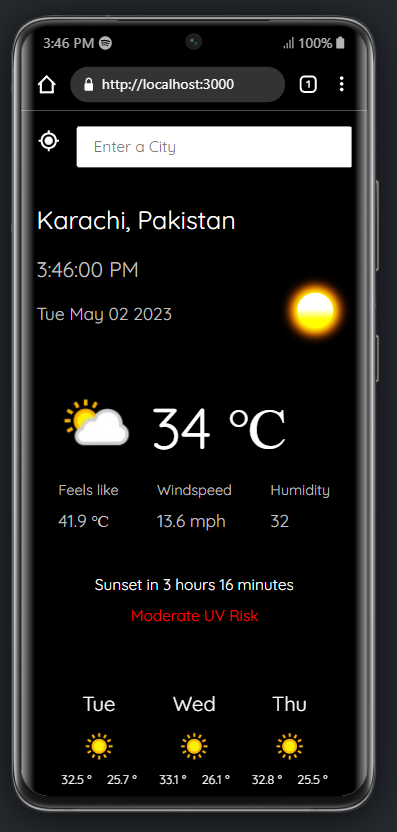 3:46 PM 100%
http://localhost:3000 1
Enter a City
Karachi, Pakistan
3:46:00 PM
Tue May 02 2023
34 °C
Feels like Windspeed Humidity
41.9 °C 13.6 mph 32
Sunset in 3 hours 16 minutes
Moderate UV Risk
Tue Wed Thu
32.5 ° 25.7 ° 33.1 ° 26.1 ° 32.8 ° 25.5 °